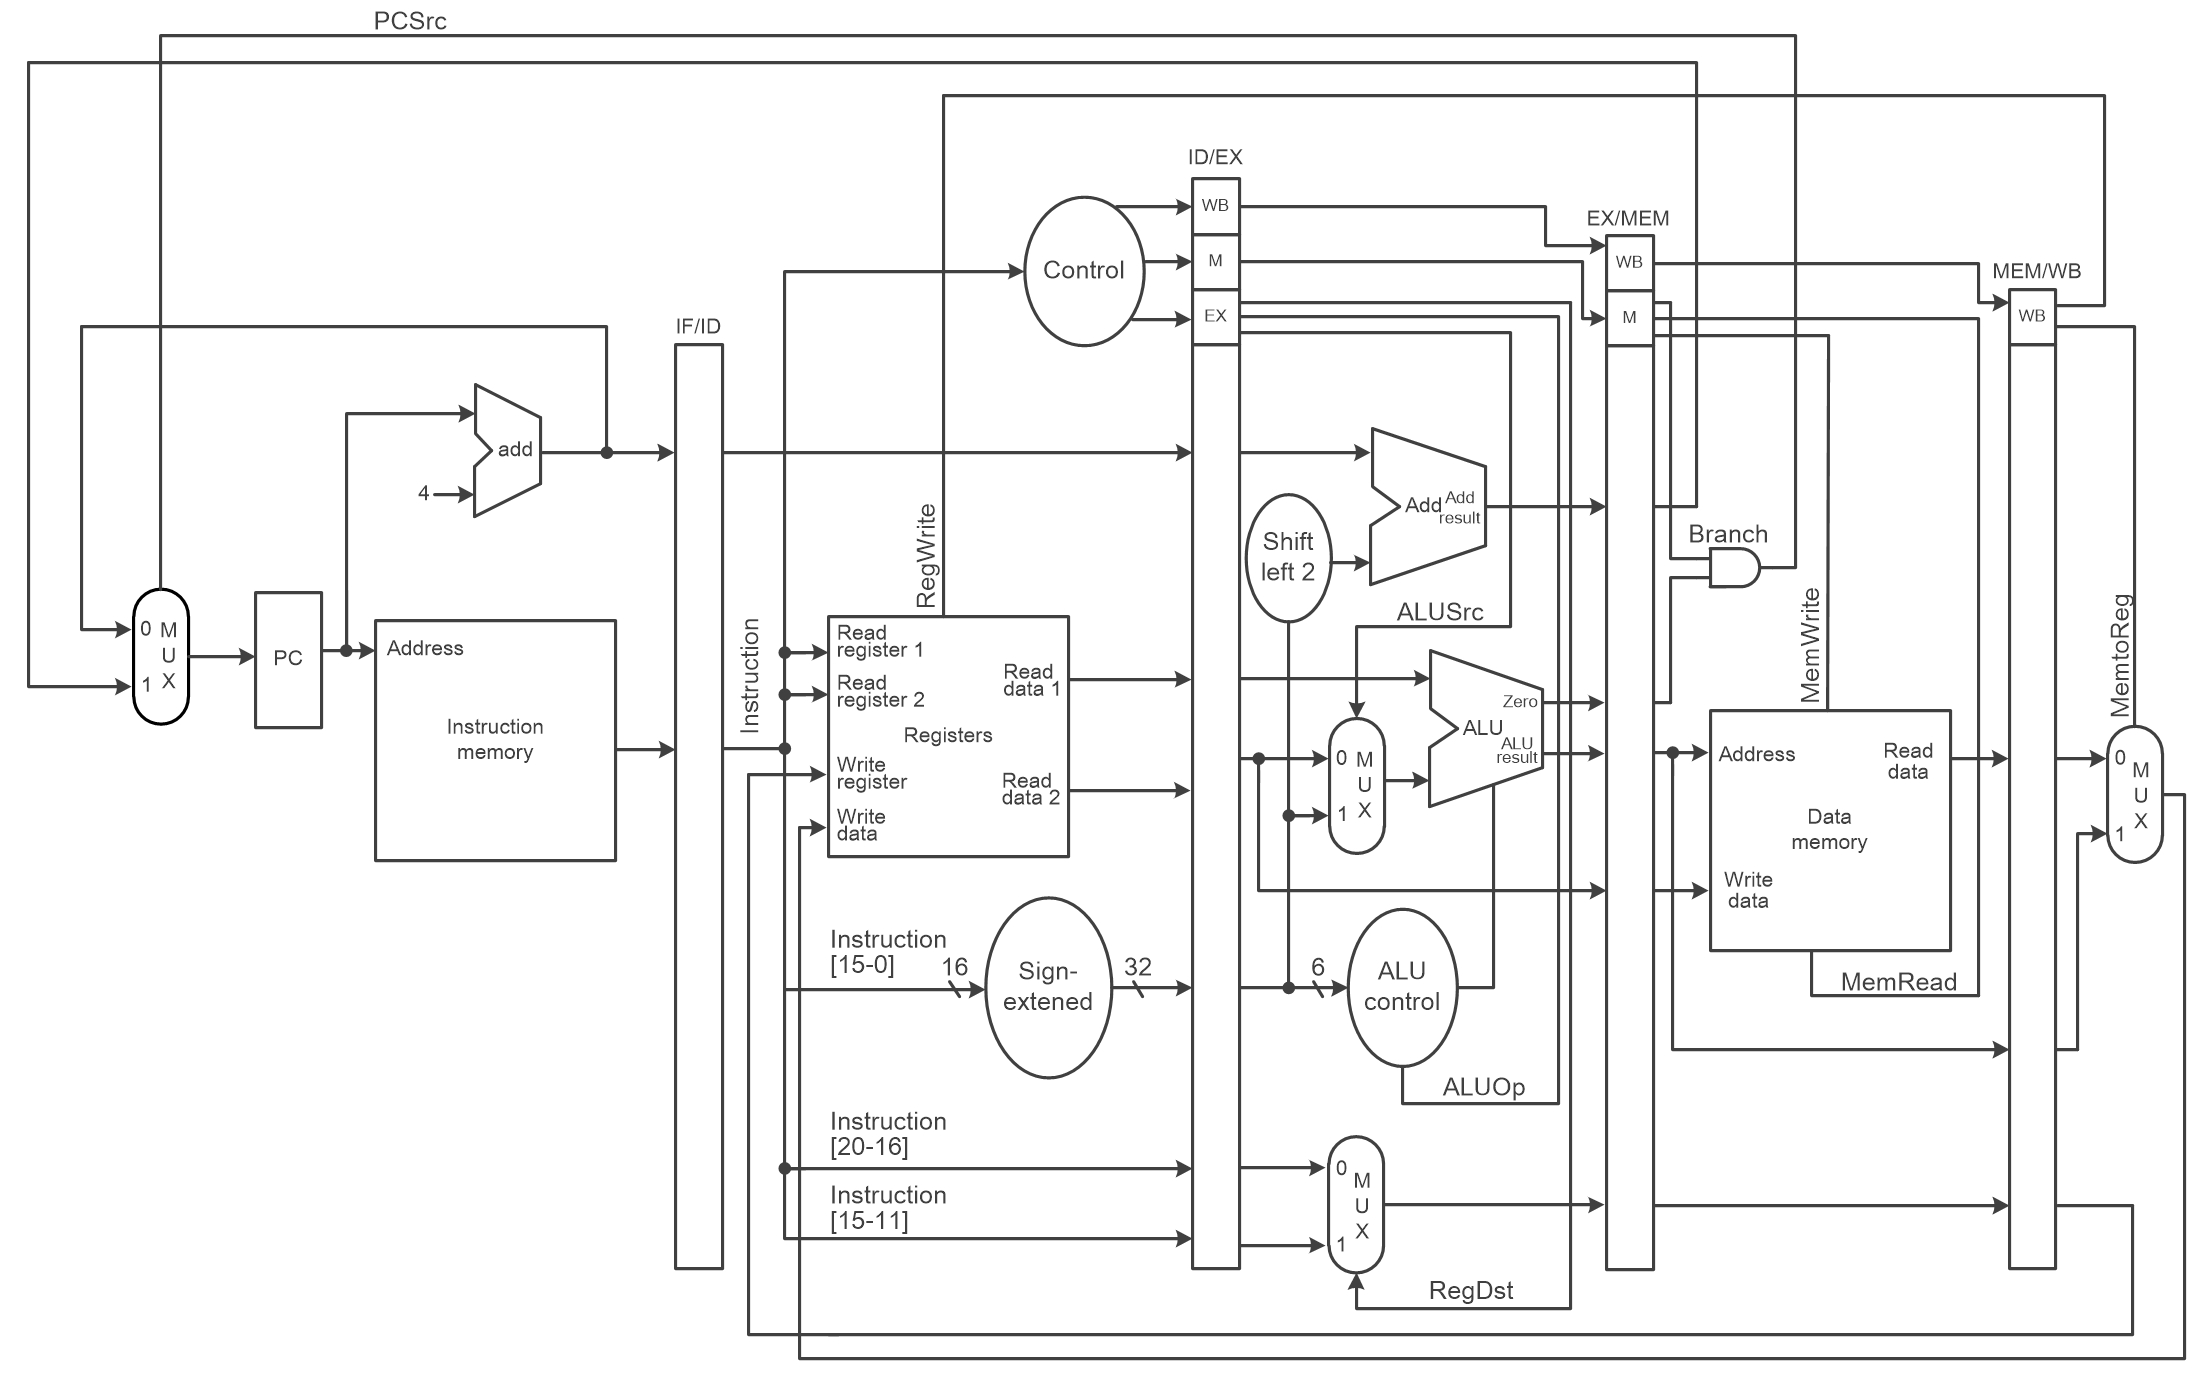 PCSrc
ID/EX
WB
M
EX
Control
EX/MEM
WB
M
MEM/WB
WB
IF/ID
add
4
Add
Add
result
Shift
left 2
Branch
RegWrite
ALUSrc
MemWrite
MemtoReg
0
1
M
U
X
PC
Address
Instruction
memory
Instruction
Read
register 1
Read
register 2
Registers
Write
register
Write
data
Read
data 1
Read
data 2
0
1
M
U
X
Zero
ALU
ALU
result
Address
Read
data
Data
memory
Write
data
MemRead
0
1
M
U
X
Instruction
[15-0]
16
Sign-
extened
32
6
ALU
control
ALUOp
Instruction
[20-16]
Instruction
[15-11]
0
1
M
U
X
RegDst